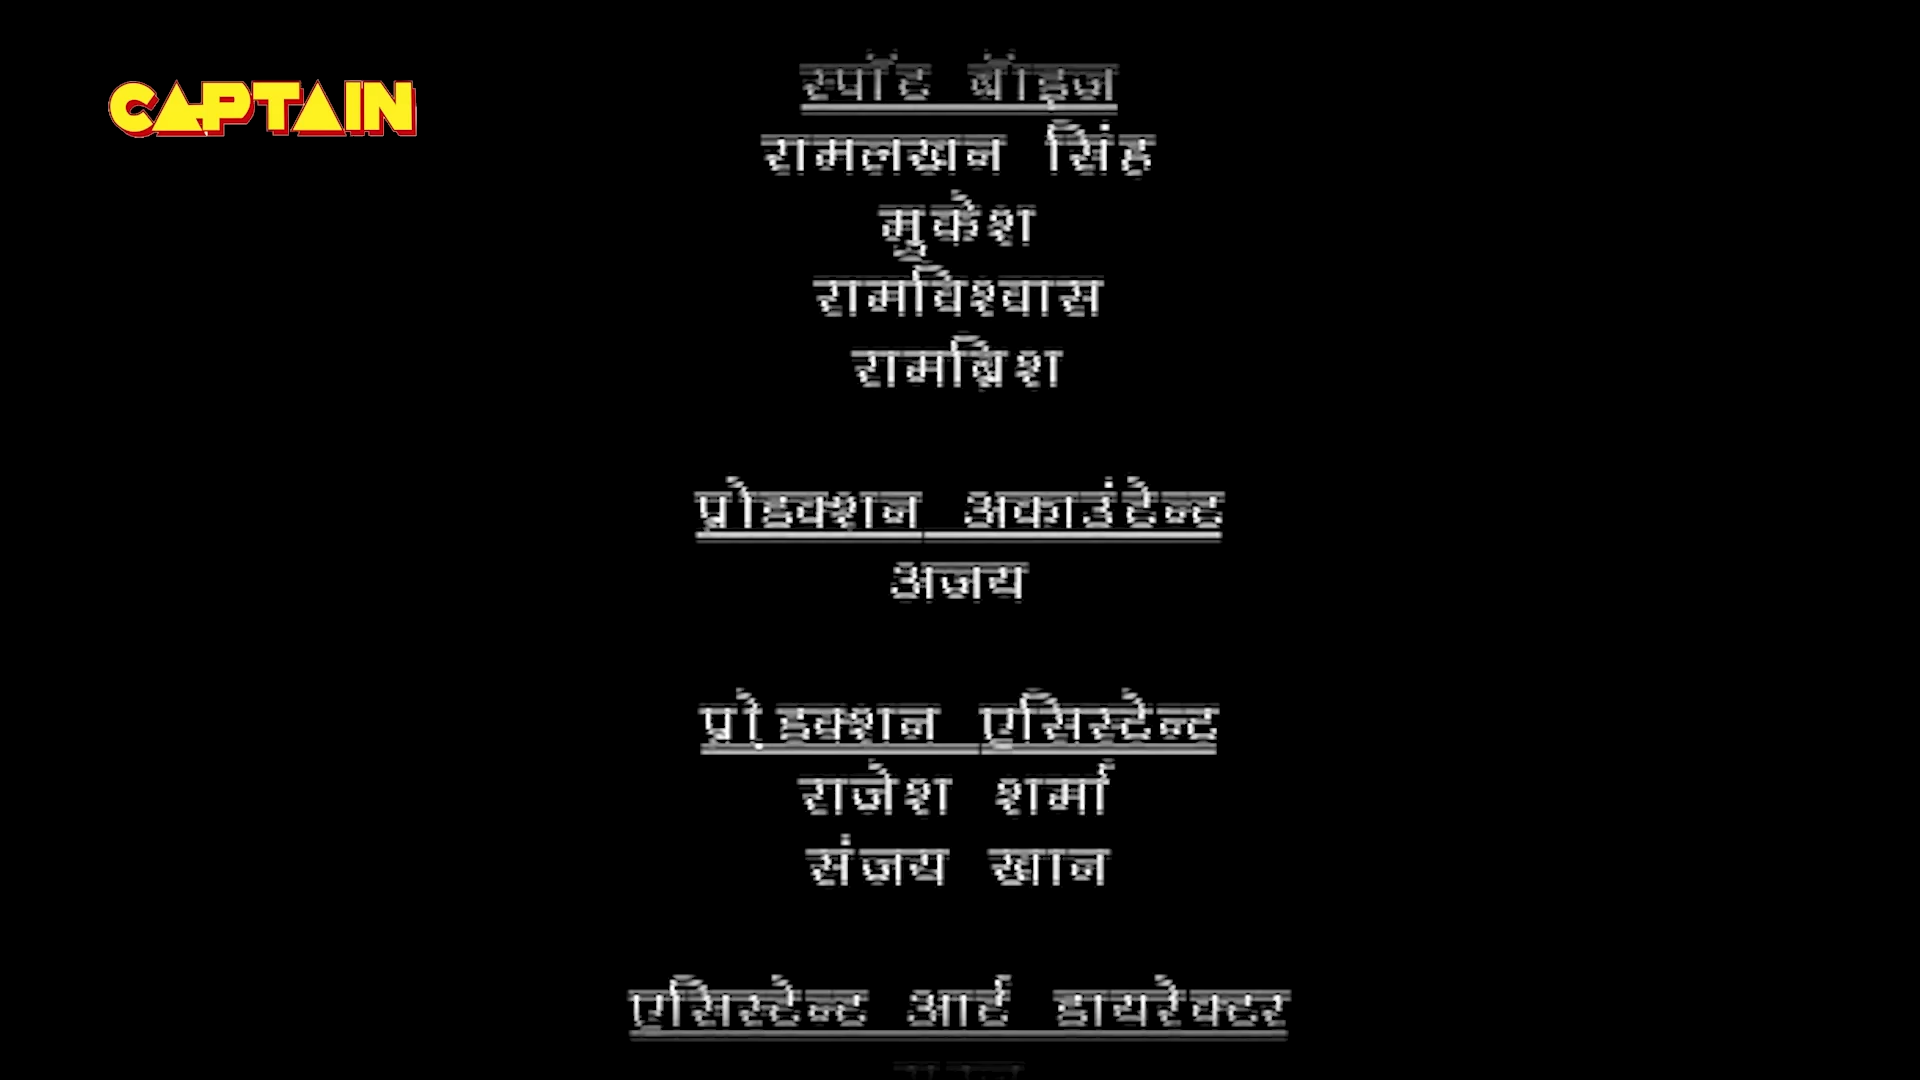 CAPTAIN
स्पॉट बॉइज
रामलखन सिंह
मुकेश
रामविश्वास
रामब्रिश
प्रोडक्शन अकाउंटेन्ट
अजय
प्रोडक्शन एसिस्टेन्ट
राजेश शर्मा
संजय खान
एसिस्टेन्ट आर्ट डायरेक्टर